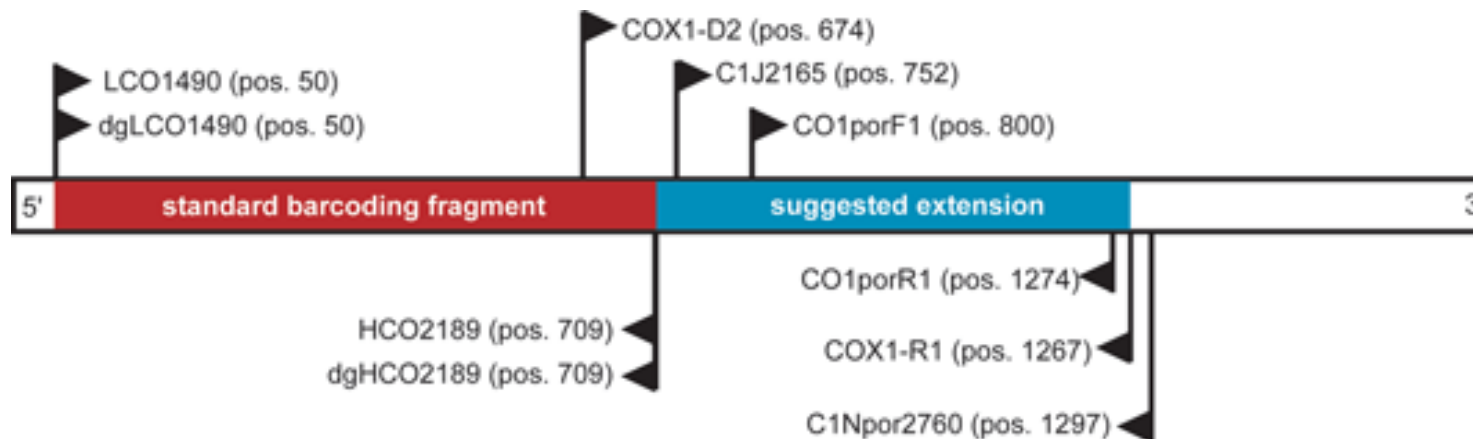 COX1-D2 (pos. 674)
LCO1490 (pos. 50)
C1J2165 (pos. 752)
dgLCO1490 (pos. 50)
CO1porF1 (pos. 800)
5' standard barcoding fragment suggested extension 3
CO1porR1 (pos. 1274)
HCO2189 (pos. 709)
COX1-R1 (pos. 1267)
dgHCO2189 (pos. 709)
C1Npor2760 (pos. 1297)